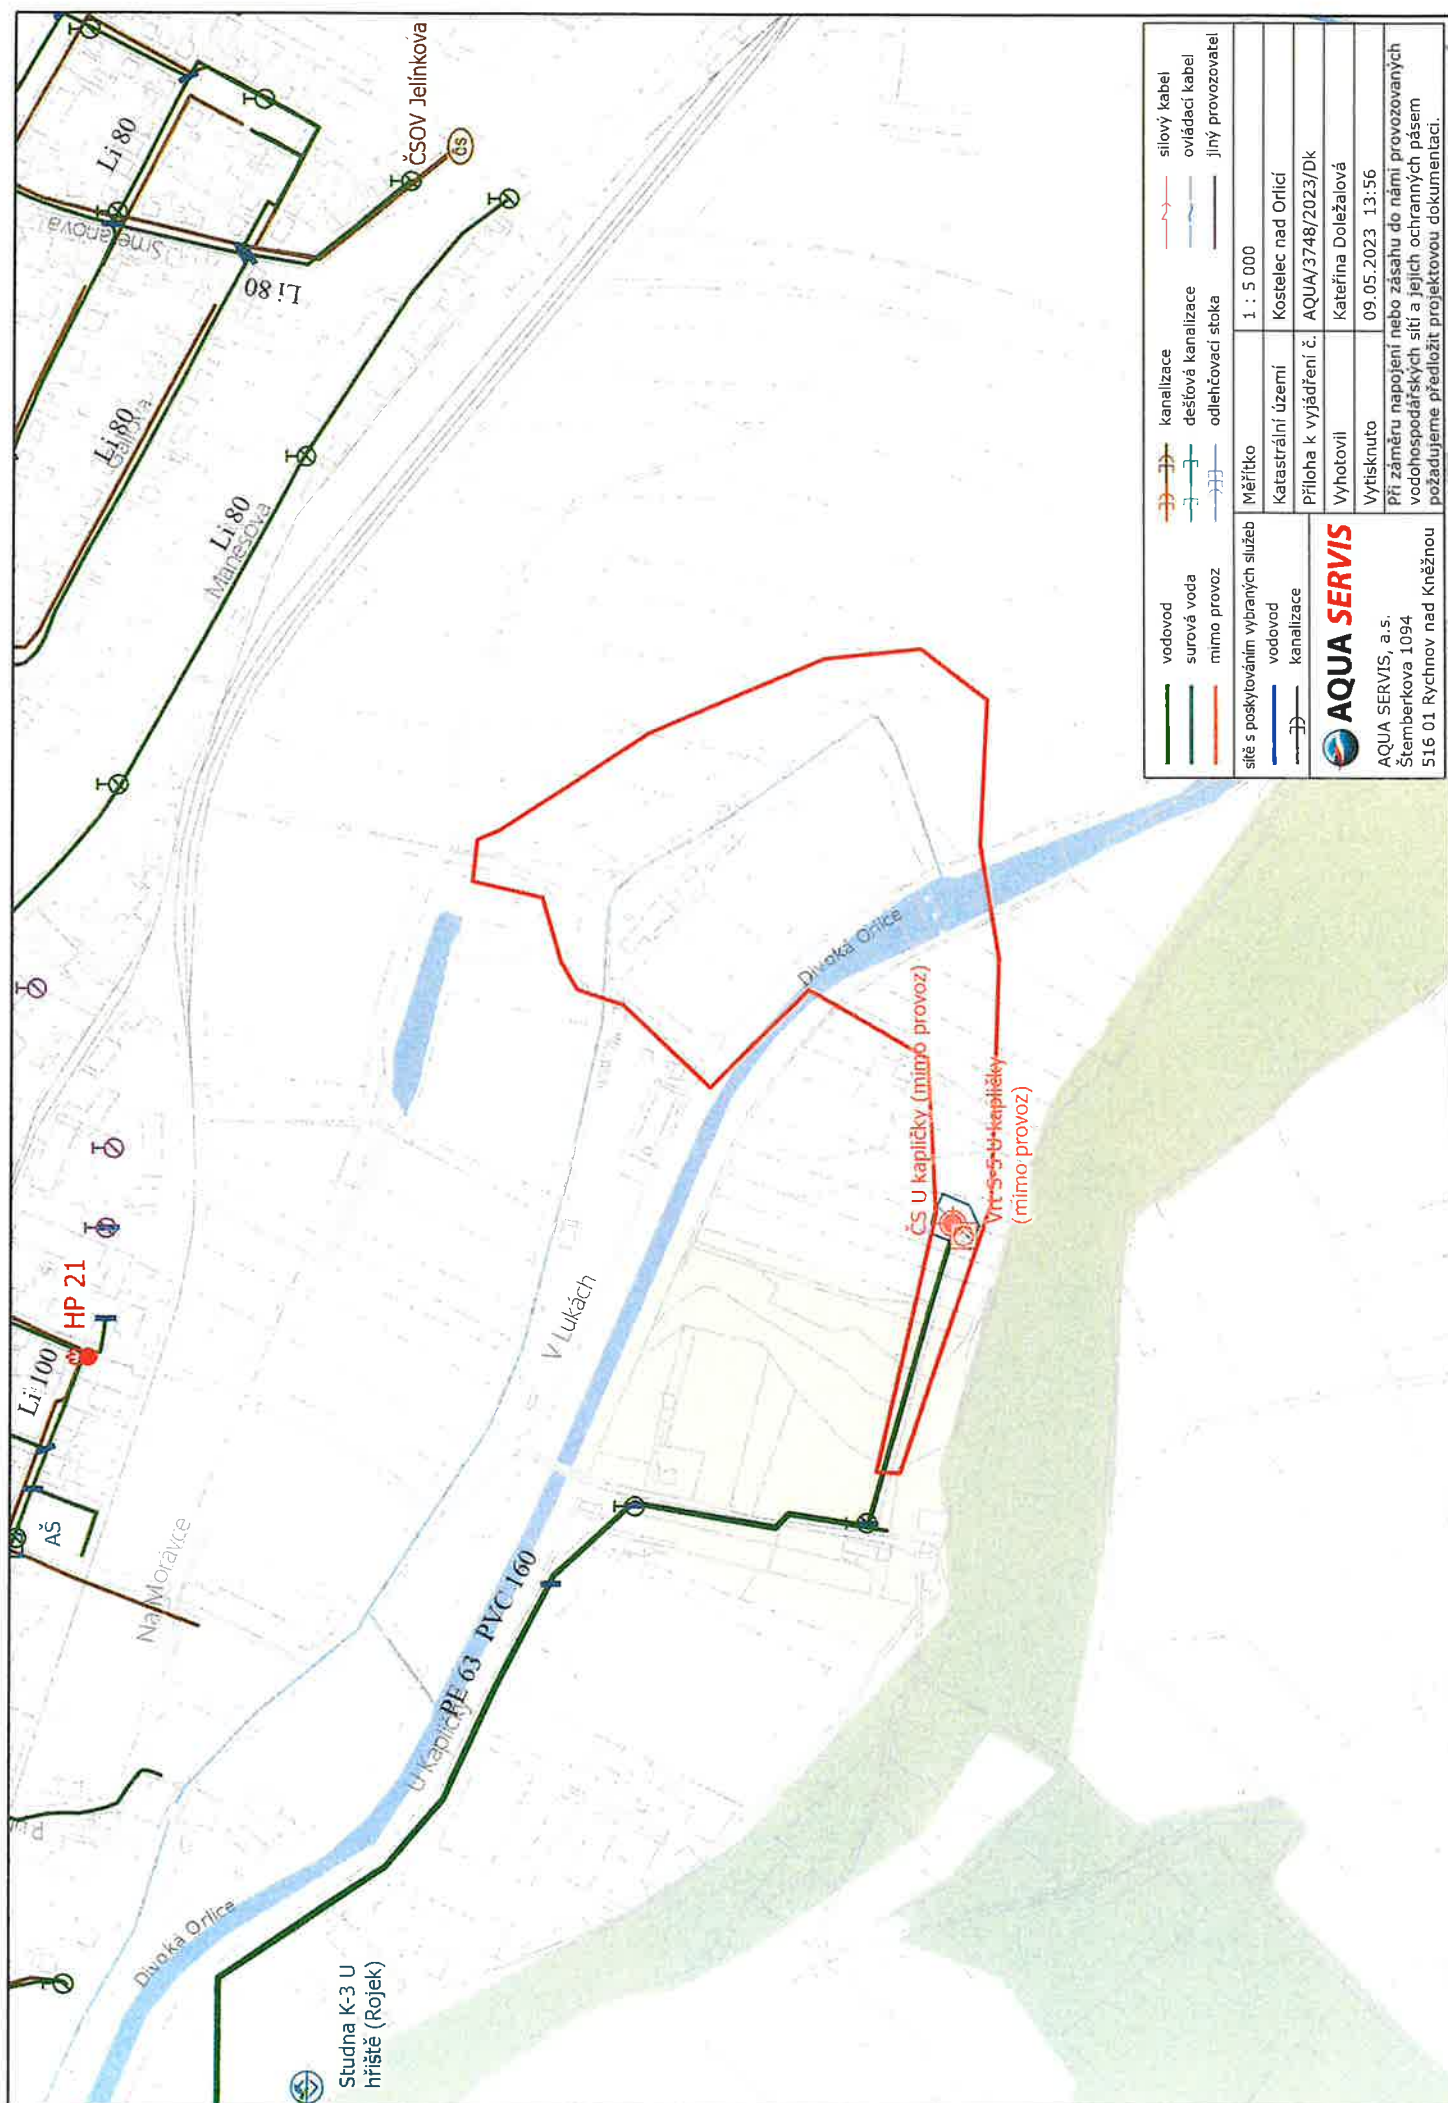 Li 80
Smetanova
Li 80
ČSOV Jelínkova
ČS
Li 80
Gallova
Li 80
Mánesova
HP 21
Li 100
AŠ
Na Morávce
V Lukách
Divoká Orlice
ČS U kapličky (mimo provoz)
Vrt S-5 U kapličky
(mimo provoz)
PE 63 PVC 160
U Kapličky
Divoká Orlice
Studna K-3 U
hřiště (Rojek)
vodovod
surová voda
mimo provoz
kanalizace
dešťová kanalizace
odlehčovací stoka
silový kabel
ovládací kabel
jiný provozovatel
sítě s poskytováním vybraných služeb
vodovod
kanalizace
Měřítko 1 : 5 000
Katastrální území Kostelec nad Orlicí
Příloha k vyjádření č. AQUA/3748/2023/Dk
Vyhotovil Kateřina Doležalová
Vytisknuto 09.05.2023 13:56
AQUA SERVIS
AQUA SERVIS, a.s.
Štemberkova 1094
516 01 Rychnov nad Kněžnou
Při záměru napojení nebo zásahu do námi provozovaných
vodohospodářských sítí a jejich ochranných pásem
požadujeme předložit projektovou dokumentaci.